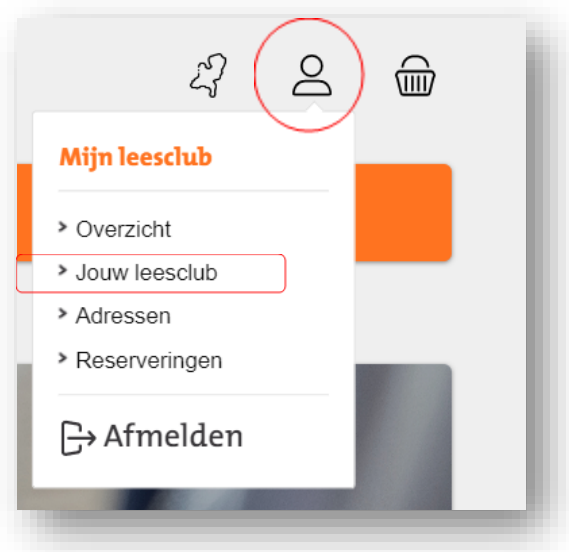 Mijn leesclub
Overzicht
Jouw leesclub
Adressen
Reserveringen
Afmelden